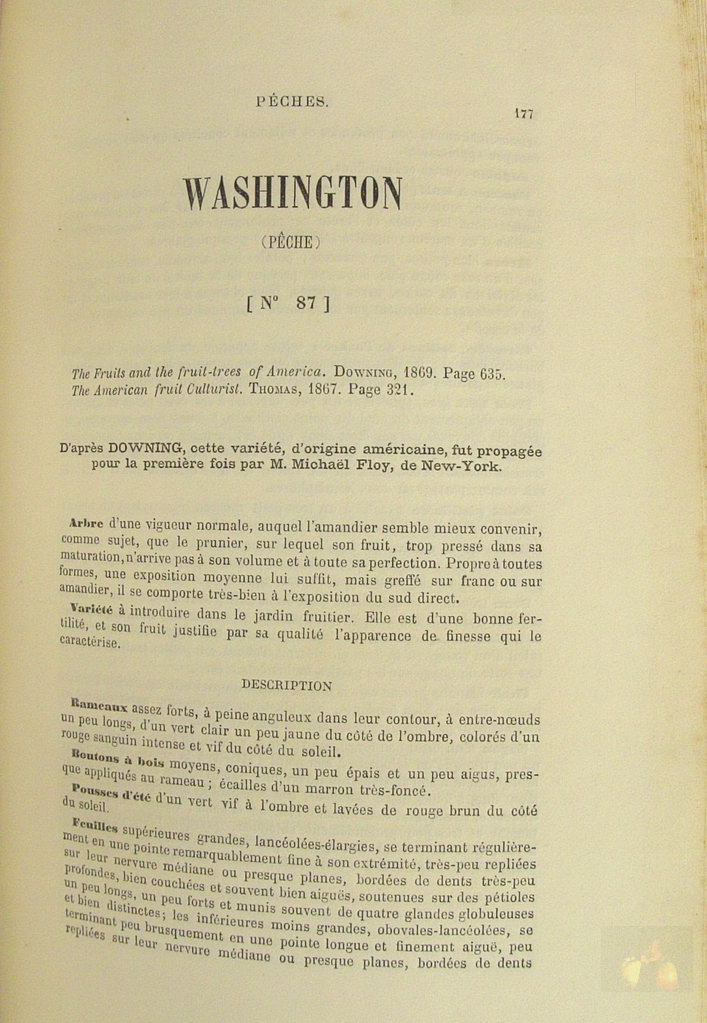 PÉCHES.
177
WASHINGTON
(PÊCHE)
[ Nº 87 ]
The Fruits and the fruit-trees of America. DOWNING, 1869. Page 635.
The American fruit Culturist. THOMAS, 1867. Page 321.
D'après DOWNING, cette variété, d'origine américaine, fut propagée
pour la première fois par M. Michaël Floy, de New-York.
Arbre d'une vigueur normale, auquel l'amandier semble mieux convenir,
comme sujet, que le prunier, sur lequel son fruit, trop pressé dans sa
maturation, n'arrive pas à son volume et à toute sa perfection. Propre à toutes
formes, une exposition moyenne lui suffit, mais greffé sur franc ou sur
amandier, il se comporte très-bien à l'exposition du sud direct.
Variété à introduire dans le jardin fruitier. Elle est d'une bonne fer-
tilité, et son fruit justifie par sa qualité l'apparence de finesse qui le
caractérise.
DESCRIPTION
Rameaux assez forts, à peine anguleux dans leur contour, à entre-nœuds
un peu longs, d'un vert clair un peu jaune du côté de l'ombre, colorés d'un
rouge sanguin intense et vif du côté du soleil.
Boutons à bois moyens, coniques, un peu épais et un peu aigus, pres-
que appliqués au rameau ; écailles d'un marron très-foncé.
Pousses d'été d'un vert vif à l'ombre et lavées de rouge brun du côté
du soleil.
Feuilles supérieures grandes, lancéolées-élargies, se terminant régulière-
ment en une pointe remarquablement fine à son extrémité, très-peu repliées
sur leur nervure médiane ou presque planes, bordées de dents très-peu
profondes, bien couchées et souvent bien aiguës, soutenues sur des pétioles
un peu longs, un peu forts et munis souvent de quatre glandes globuleuses
et bien distinctes ; les inférieures moins grandes, obovales-lancéolées, se
terminant peu brusquement en une pointe longue et finement aiguë, peu
repliées sur leur nervure médiane ou presque planes, bordées de dents